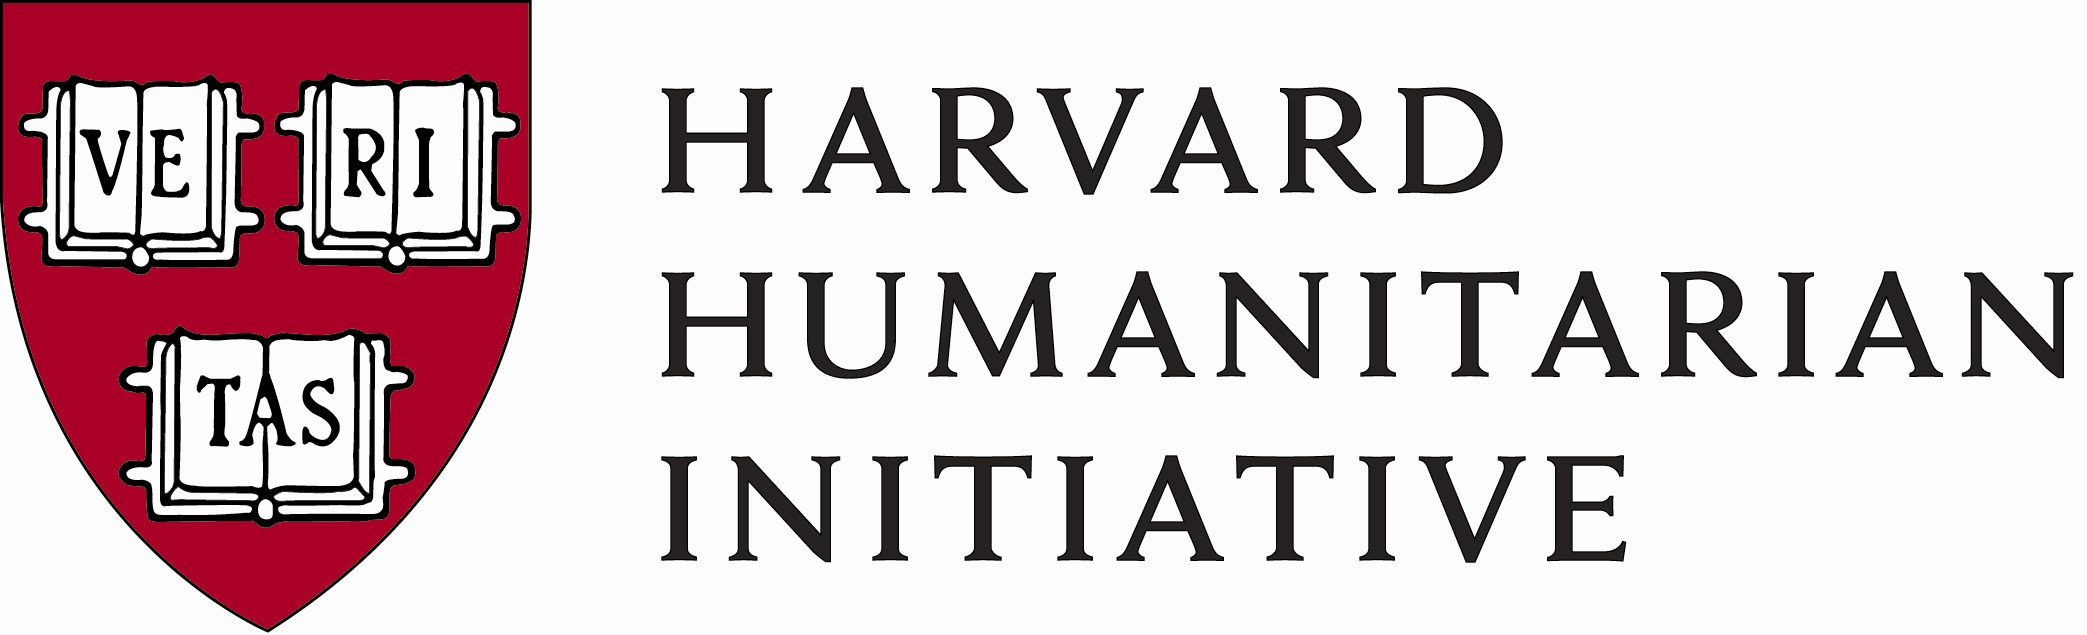 VE RI
TAS
HARVARD
HUMANITARIAN
INITIATIVE